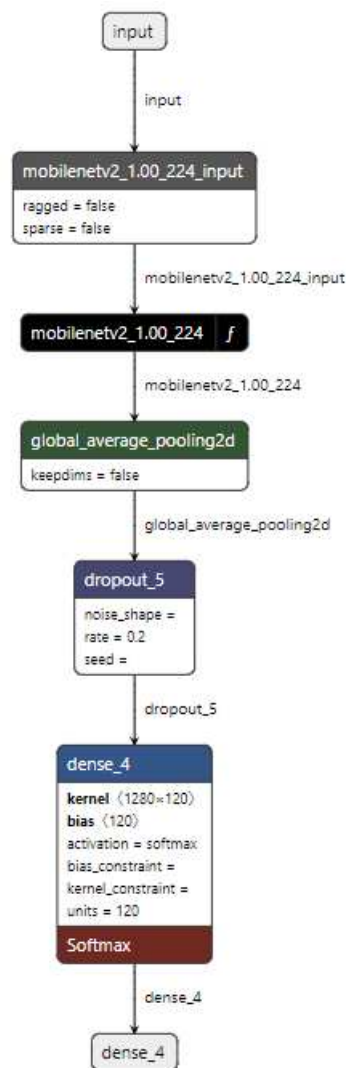 input
input
mobilenetv2_1.00_224_input
ragged = false
sparse = false
mobilenetv2_1.00_224_input
mobilenetv2_1.00_224 ƒ
mobilenetv2_1.00_224
global_average_pooling2d
keepdims = false
global_average_pooling2d
dropout_5
noise_shape =
rate = 0.2
seed =
dropout_5
dense_4
kernel ⟨1280×120⟩
bias ⟨120⟩
activation = softmax
bias_constraint =
kernel_constraint =
units = 120
Softmax
dense_4
dense_4